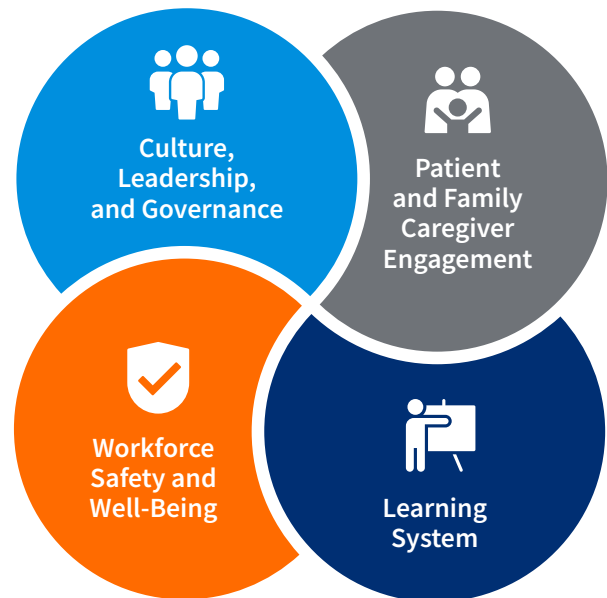 Culture,
Leadership,
and Governance
Patient
and Family
Caregiver
Engagement
Workforce
Safety and
Well-Being
Learning
System